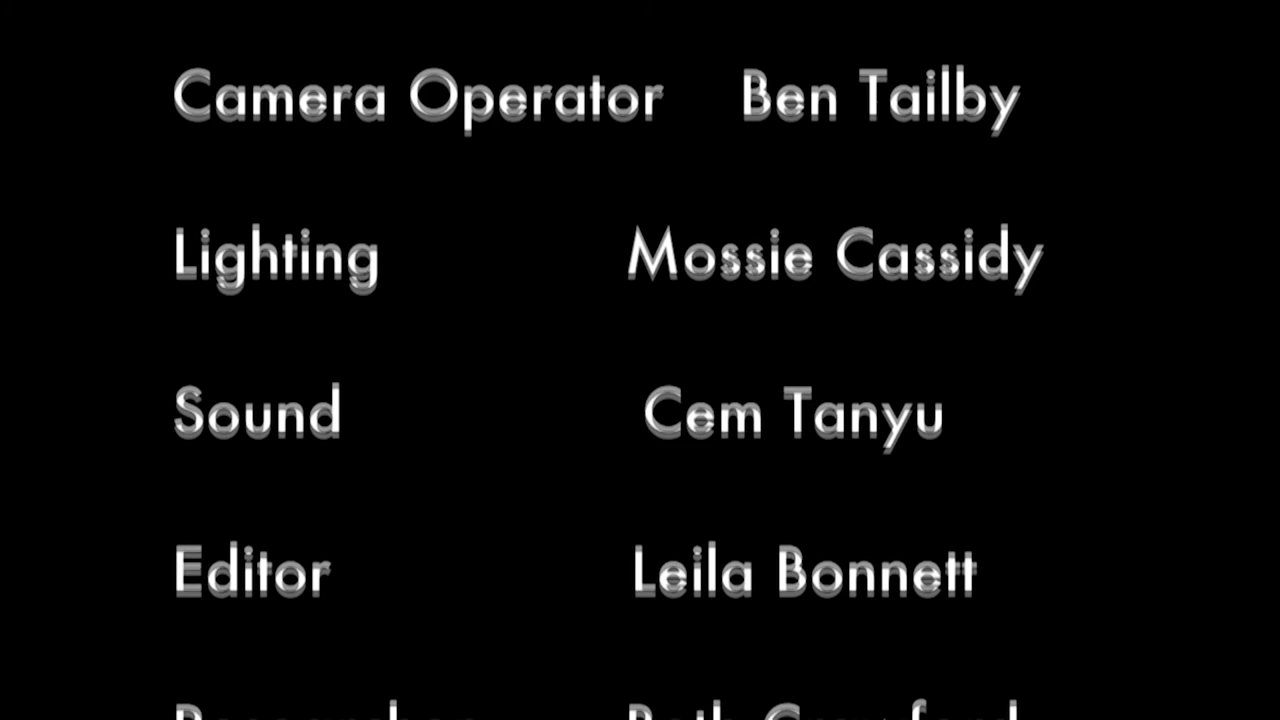 Camera Operator Ben Tailby
Lighting Mossie Cassidy
Sound Cem Tanyu
Editor Leila Bonnett